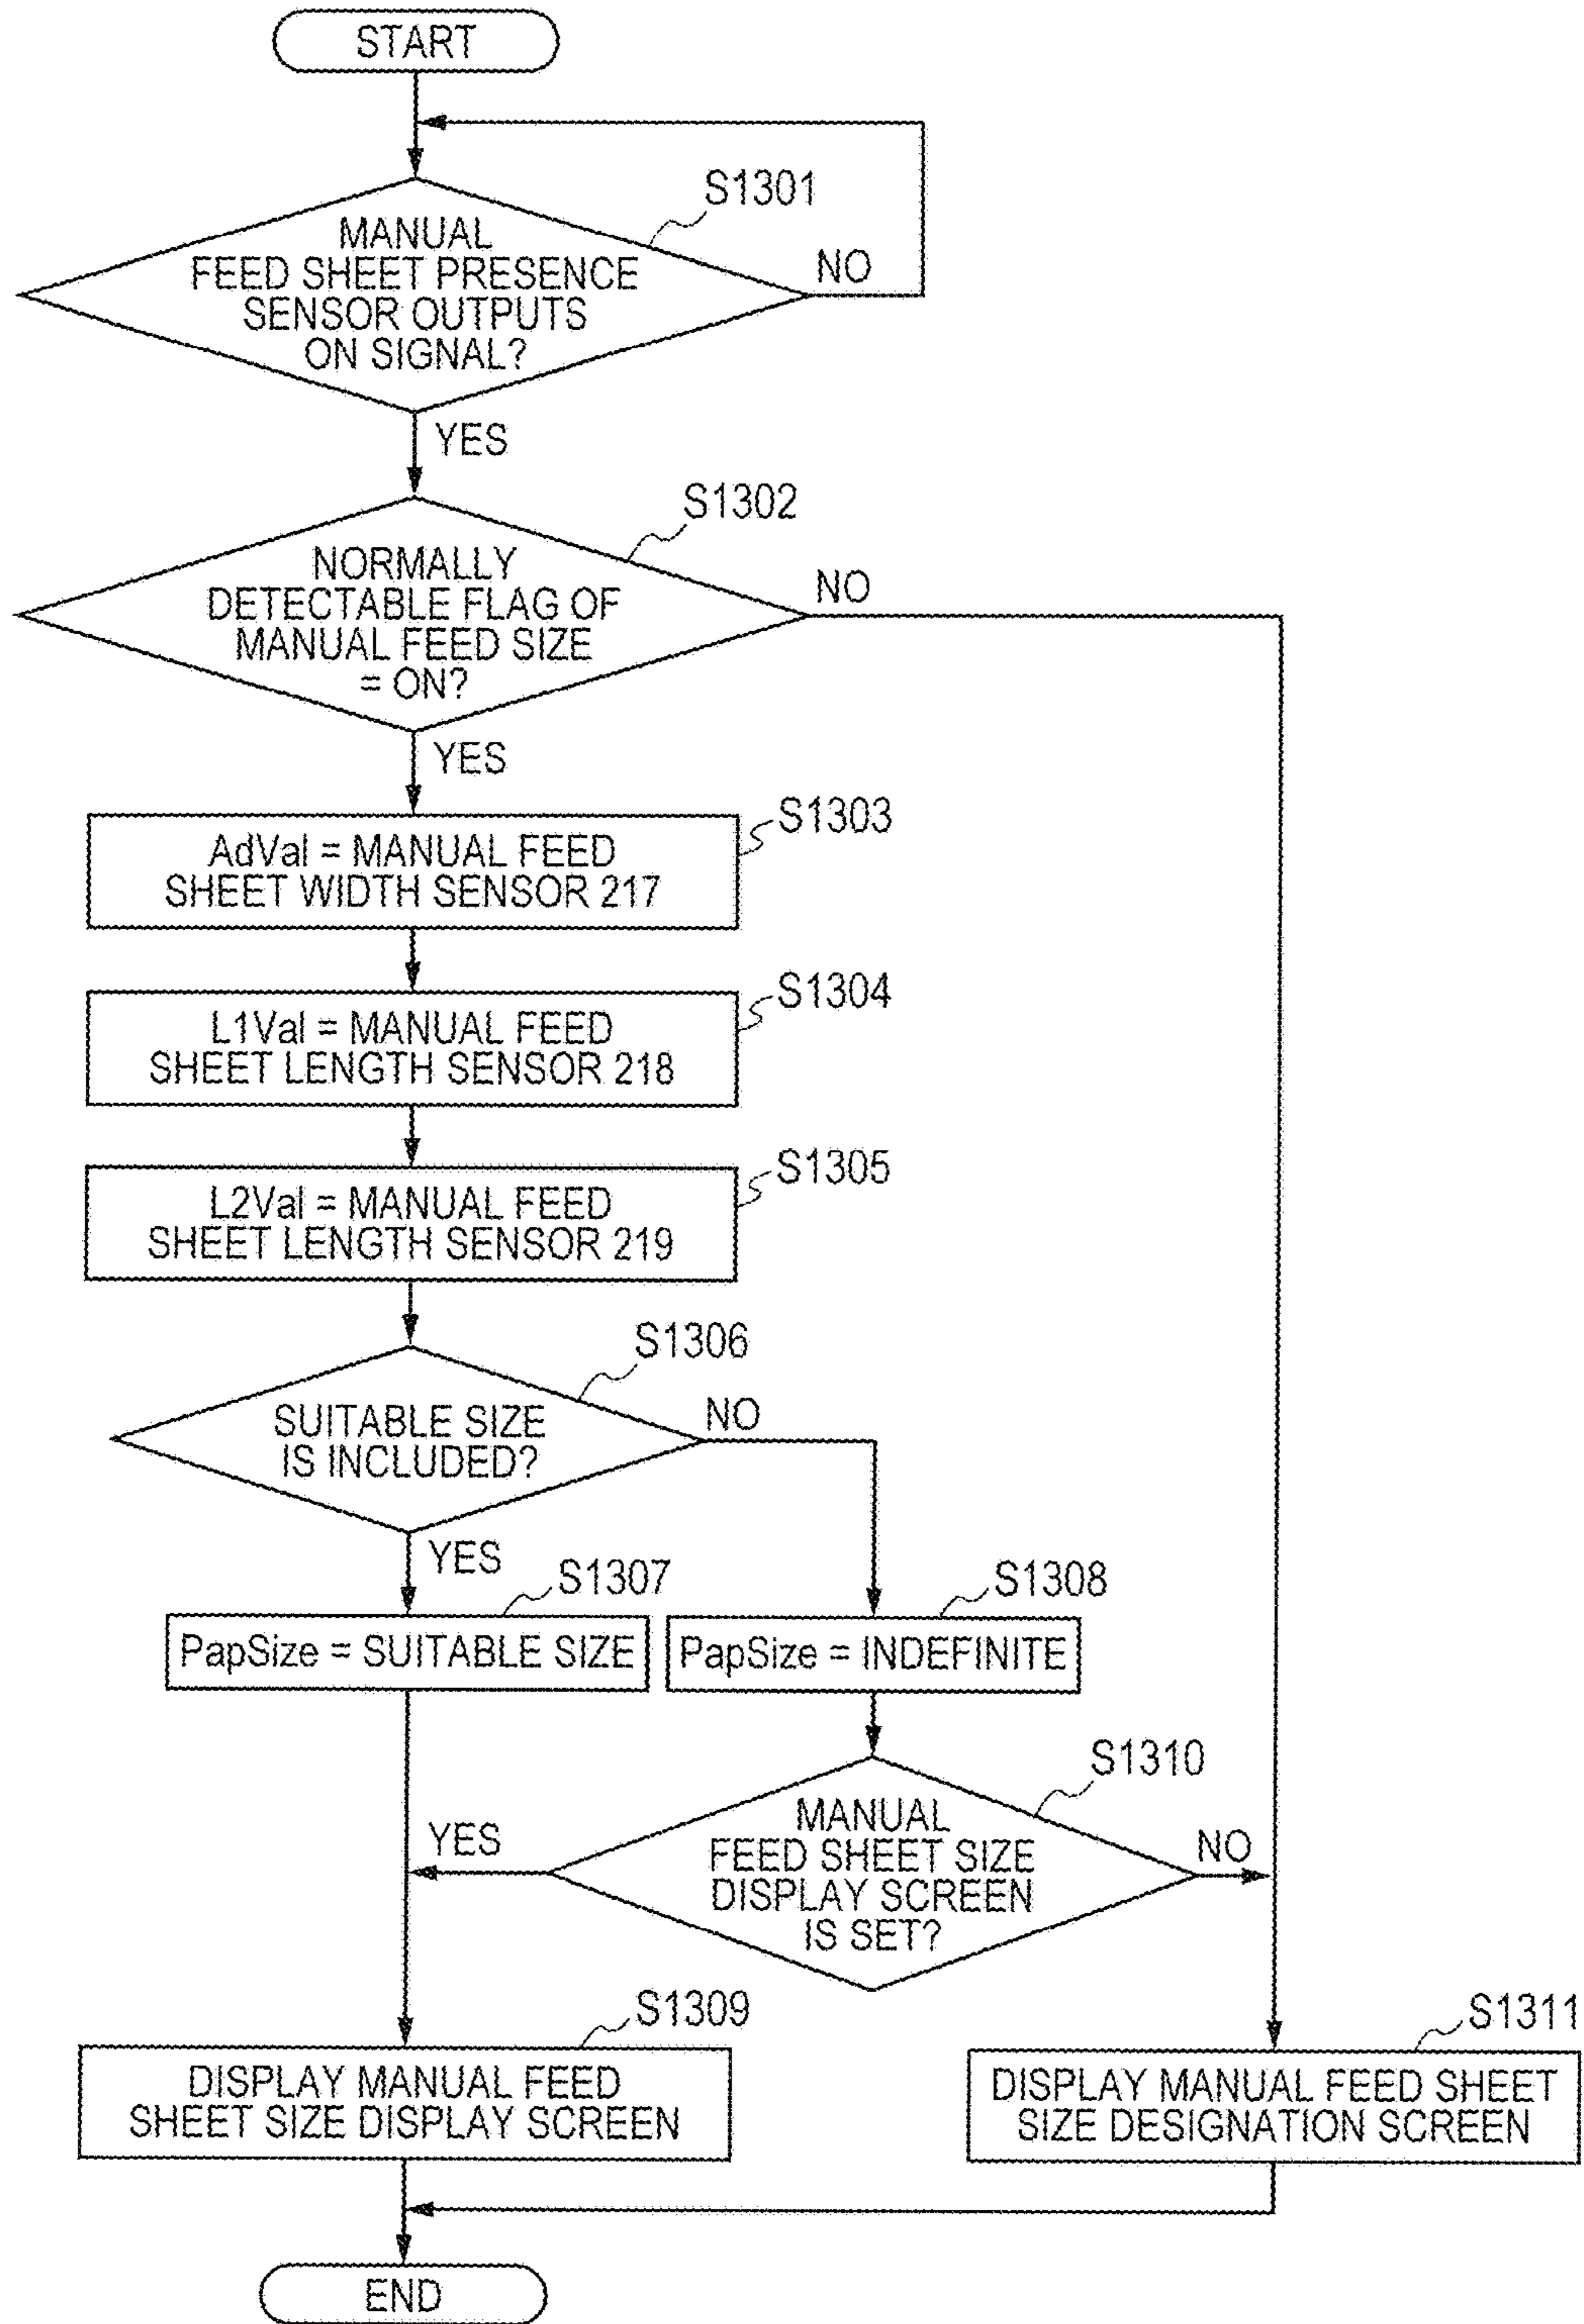 START
S1301
MANUAL
FEED SHEET PRESENCE
SENSOR OUTPUTS
ON SIGNAL?
NO
YES
S1302
NORMALLY
DETECTABLE FLAG OF
MANUAL FEED SIZE
= ON?
NO
YES
S1303
AdVal = MANUAL FEED
SHEET WIDTH SENSOR 217
S1304
L1Val = MANUAL FEED
SHEET LENGTH SENSOR 218
S1305
L2Val = MANUAL FEED
SHEET LENGTH SENSOR 219
S1306
SUITABLE SIZE
IS INCLUDED?
NO
YES
S1307
PapSize = SUITABLE SIZE
S1308
PapSize = INDEFINITE
S1310
MANUAL
FEED SHEET SIZE
DISPLAY SCREEN
IS SET?
YES
NO
S1309
DISPLAY MANUAL FEED
SHEET SIZE DISPLAY SCREEN
S1311
DISPLAY MANUAL FEED SHEET
SIZE DESIGNATION SCREEN
END